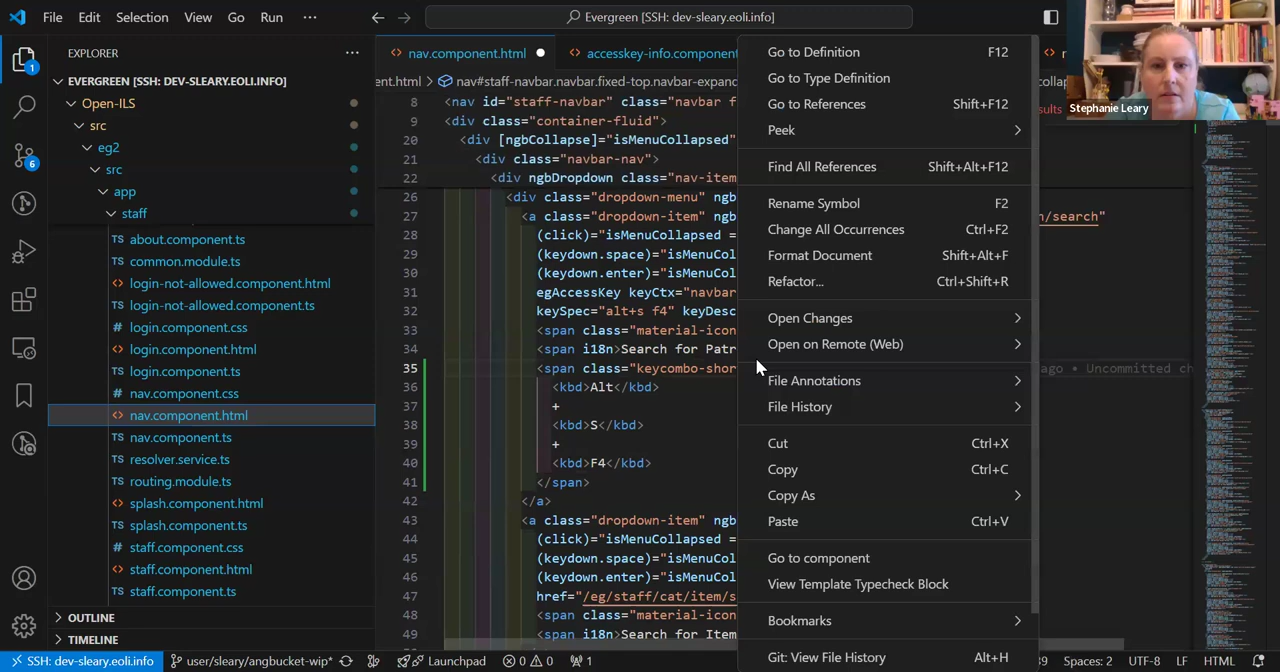 File Edit Selection View Go Run ···
Evergreen [SSH: dev-sleary.eoli.info]
EXPLORER
nav.component.html
accesskey-info.component
1
EVERGREEN [SSH: DEV-SLEARY.EOLI.INFO]
ent.html > nav#staff-navbar.navbar.fixed-top.navbar-expand
Stephanie Leary
Open-ILS
src
eg2
src
app
staff
6
about.component.ts
common.module.ts
login-not-allowed.component.html
login-not-allowed.component.ts
login.component.css
login.component.html
login.component.ts
nav.component.css
nav.component.html
nav.component.ts
resolver.service.ts
routing.module.ts
splash.component.html
splash.component.ts
staff.component.css
staff.component.html
staff.component.ts
OUTLINE
TIMELINE
8 <nav id="staff-navbar" class="navbar f
9 <div class="container-fluid">
20 <div [ngbCollapse]="isMenuCollapsed"
21 <div class="navbar-nav">
22 <div ngbDropdown class="nav-item
26 <div class="dropdown-menu" ngb
27 <a class="dropdown-item" ngb n/search"
28 (click)="isMenuCollapsed =
29 (keydown.space)="isMenuCol
30 (keydown.enter)="isMenuCol
31 egAccessKey keyCtx="navbar
32 keySpec="alt+s f4" keyDesc
33 <span class="material-icon
34 <span i18n>Search for Patr
35 <span class="keycombo-shor ago • Uncommitted ch
36 <kbd>Alt</kbd>
37 +
38 <kbd>S</kbd>
39 +
40 <kbd>F4</kbd>
41 </span>
42 </a>
43 <a class="dropdown-item" ngb
44 (click)="isMenuCollapsed =
45 (keydown.space)="isMenuCol
46 (keydown.enter)="isMenuCol
47 href="/eg/staff/cat/item/s
48 <span class="material-icon
49 <span i18n>Search for Item
Go to Definition F12
Go to Type Definition
Go to References Shift+F12
Peek
Find All References Shift+Alt+F12
Rename Symbol F2
Change All Occurrences Ctrl+F2
Format Document Shift+Alt+F
Refactor... Ctrl+Shift+R
Open Changes
Open on Remote (Web)
File Annotations
File History
Cut Ctrl+X
Copy Ctrl+C
Copy As
Paste Ctrl+V
Go to component
View Template Typecheck Block
Bookmarks
Git: View File History Alt+H
SSH: dev-sleary.eoli.info user/sleary/angbucket-wip* Launchpad 0 0 1 39 Spaces: 2 UTF-8 LF HTML